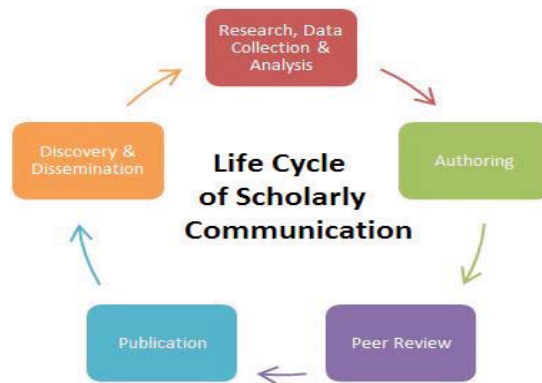 Research, Data
Collection &
Analysis
Authoring
Peer Review
Publication
Discovery &
Dissemination
Life Cycle
of Scholarly
Communication